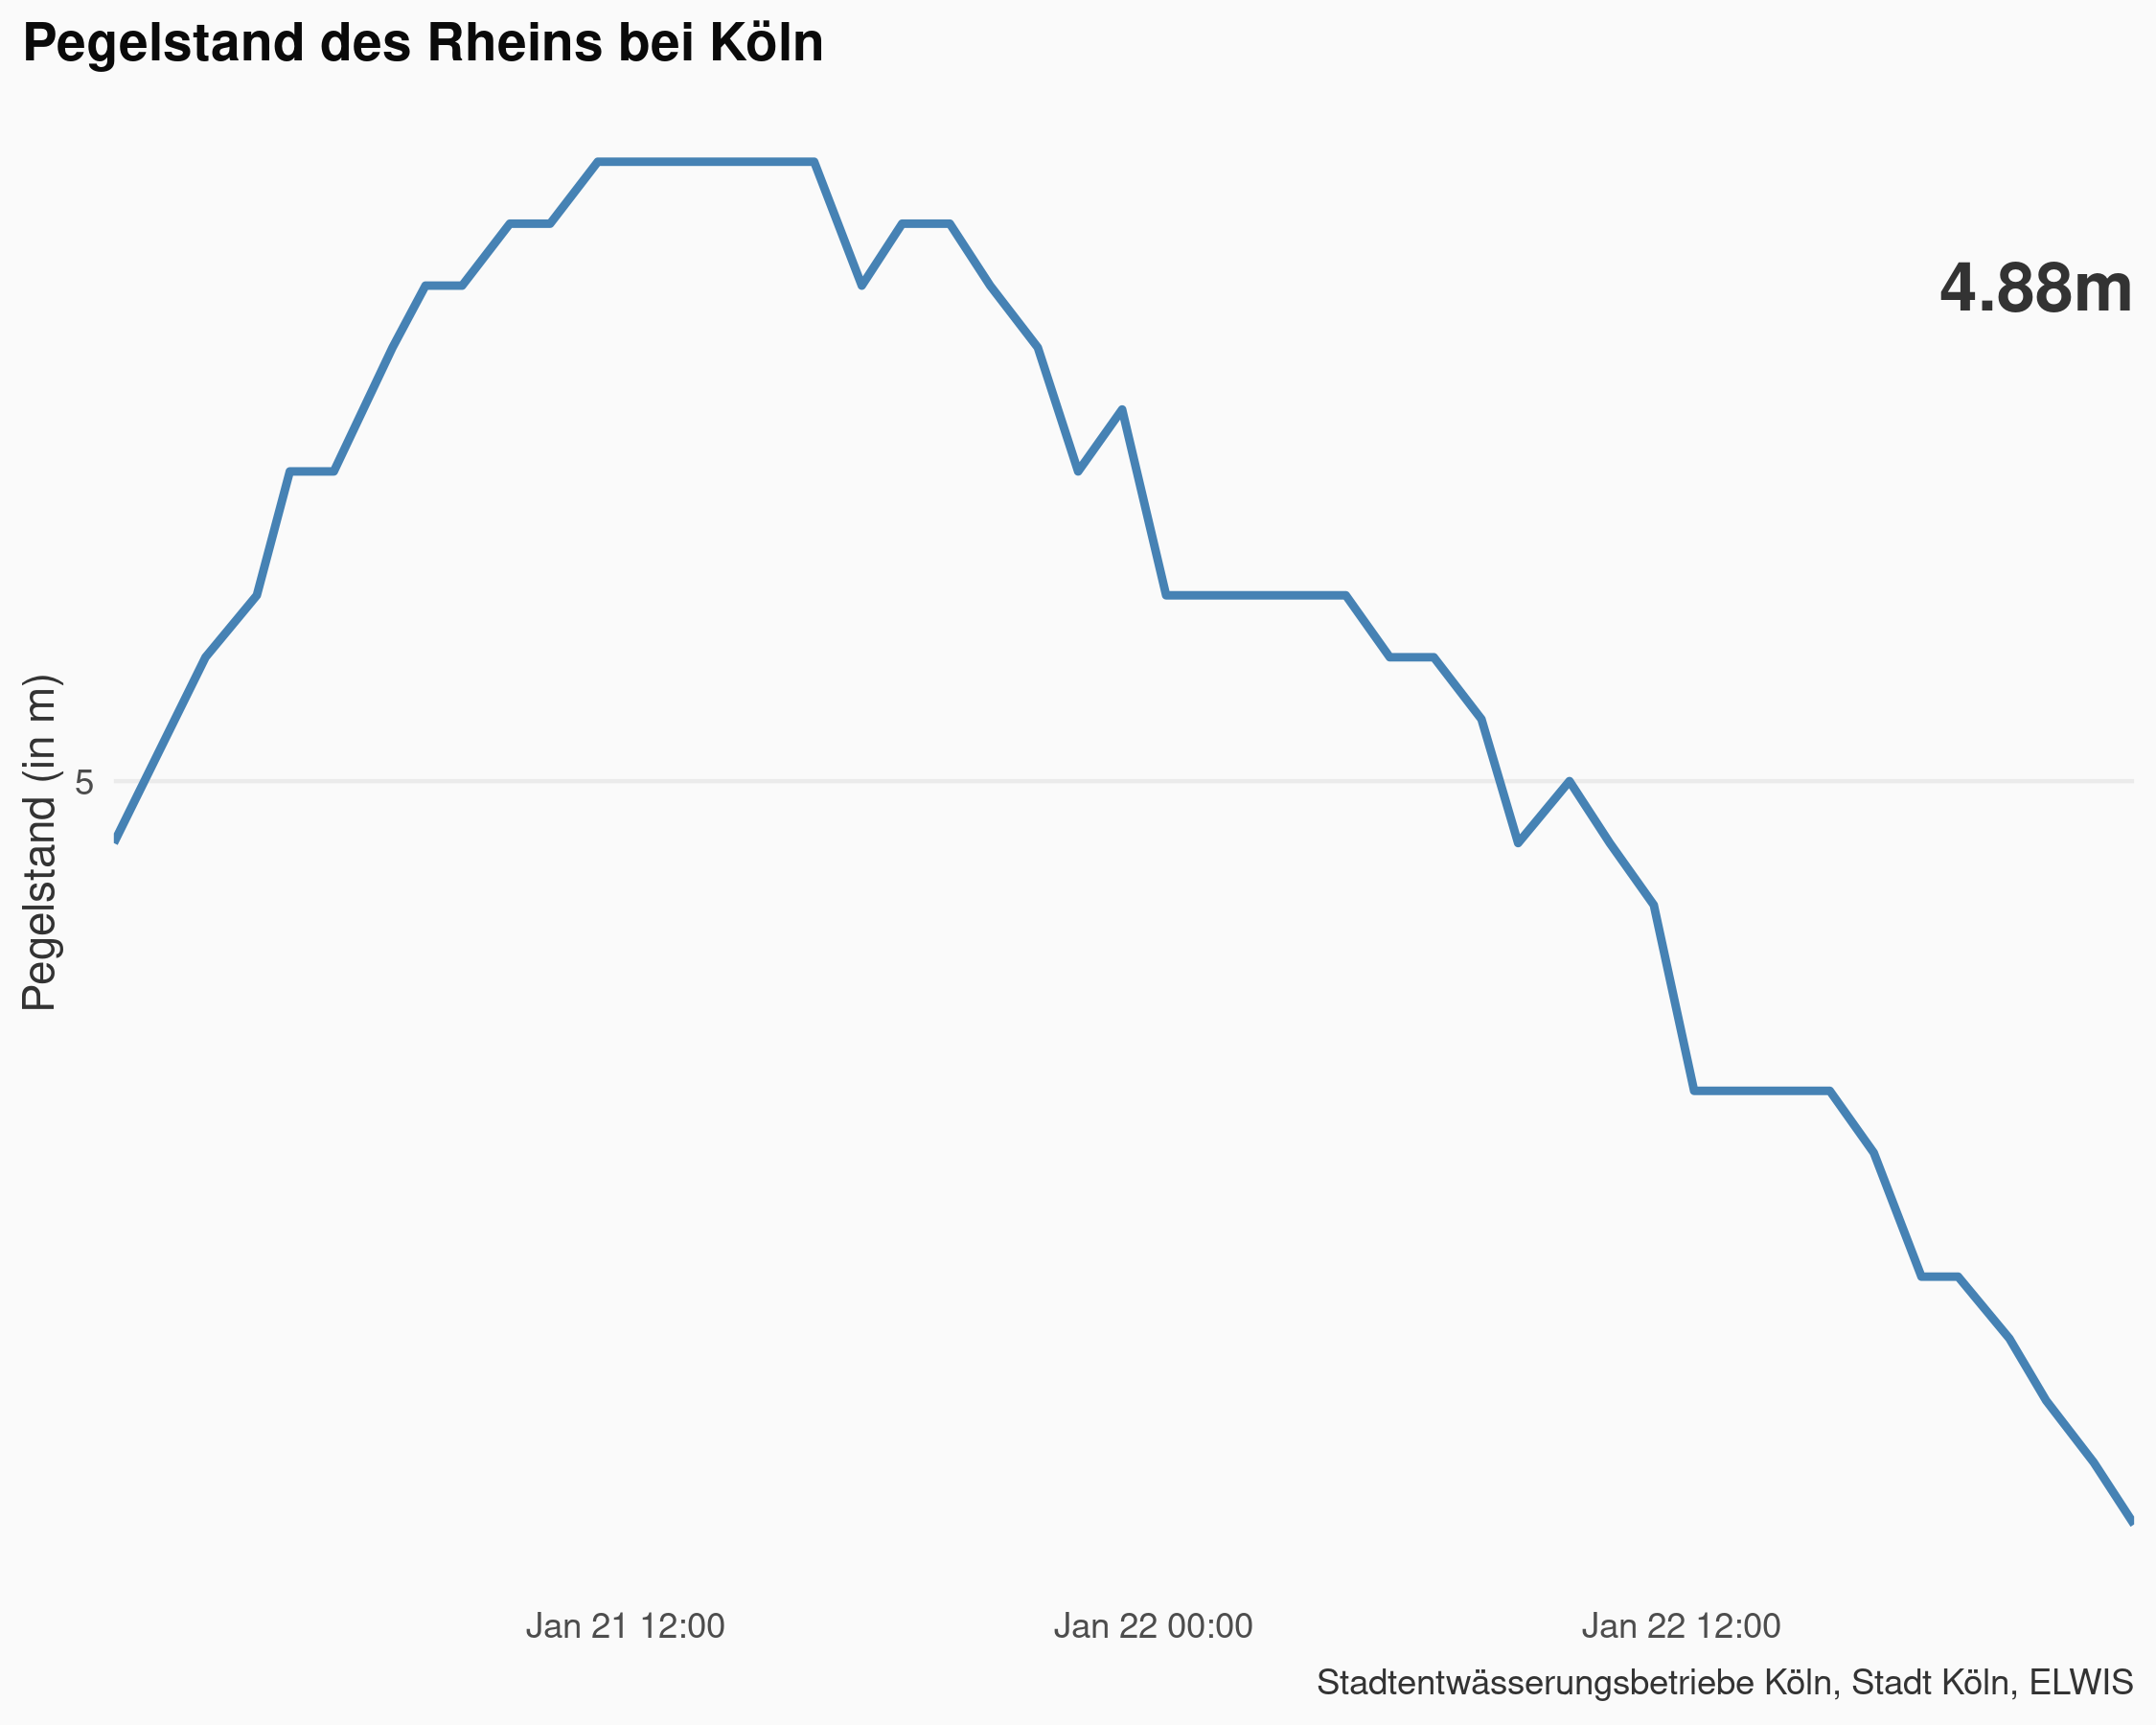 Pegelstand des Rheins bei Köln
4.88m
Pegelstand (in m)
5
Jan 21 12:00
Jan 22 00:00
Jan 22 12:00
Stadtentwässerungsbetriebe Köln, Stadt Köln, ELWIS